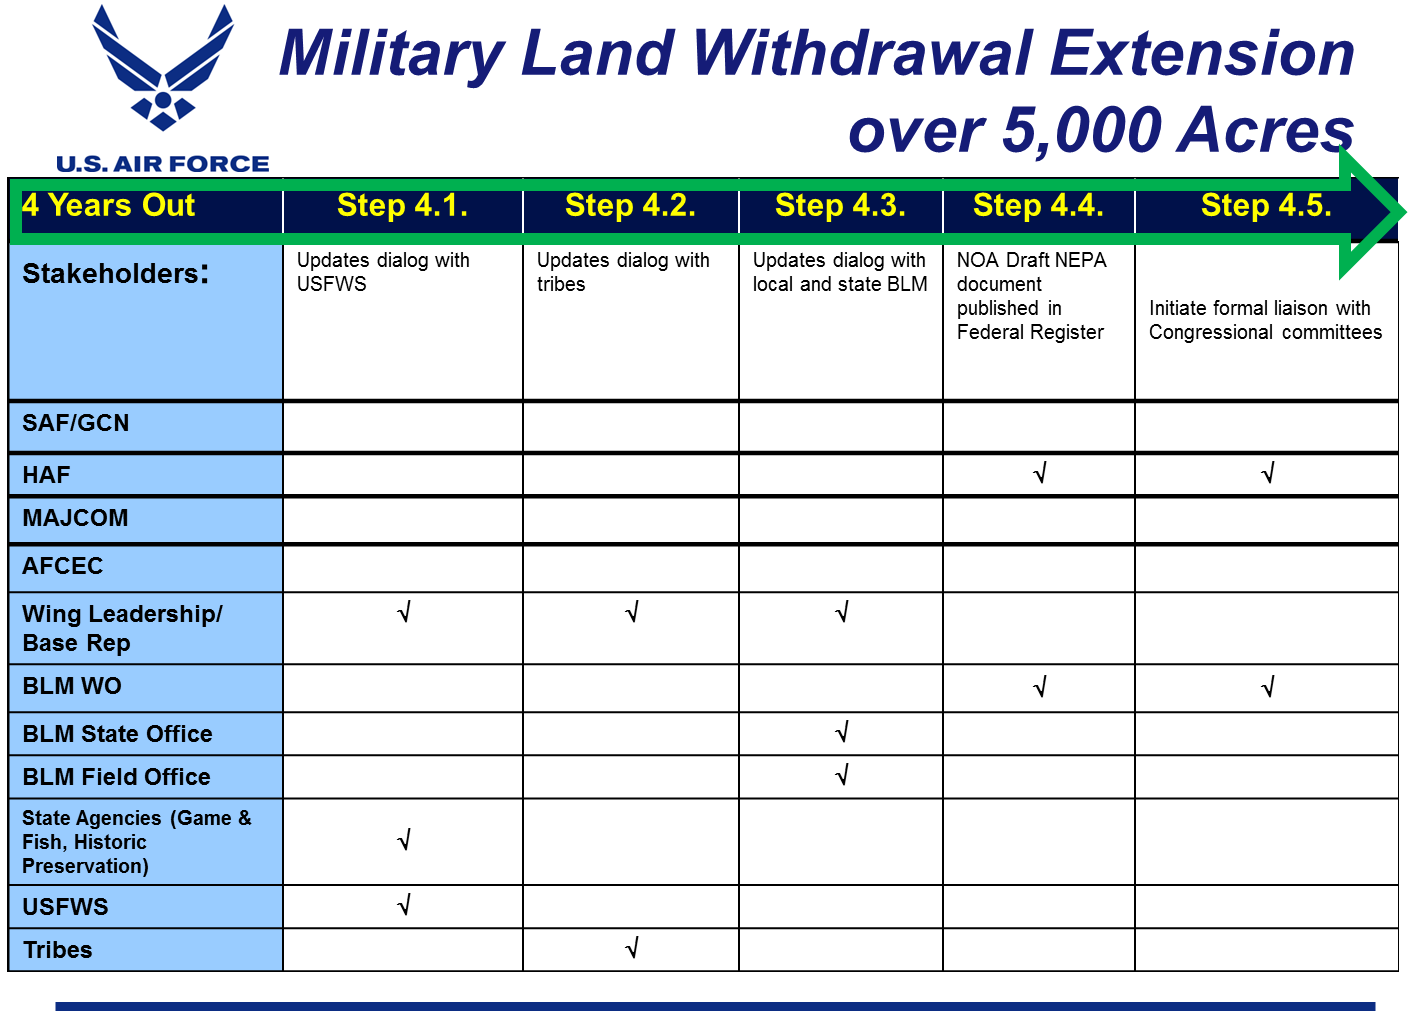 Military Land Withdrawal Extension
over 5,000 Acres
U.S. AIR FORCE
4 Years Out Step 4.1. Step 4.2. Step 4.3. Step 4.4. Step 4.5.
Stakeholders:
Updates dialog with
USFWS
Updates dialog with
tribes
Updates dialog with
local and state BLM
NOA Draft NEPA
document
published in
Federal Register
Initiate formal liaison with
Congressional committees
SAF/GCN
HAF √ √
MAJCOM
AFCEC
Wing Leadership/ √ √ √
Base Rep
BLM WO √ √
BLM State Office √
BLM Field Office √
State Agencies (Game &
Fish, Historic √
Preservation)
USFWS √
Tribes √